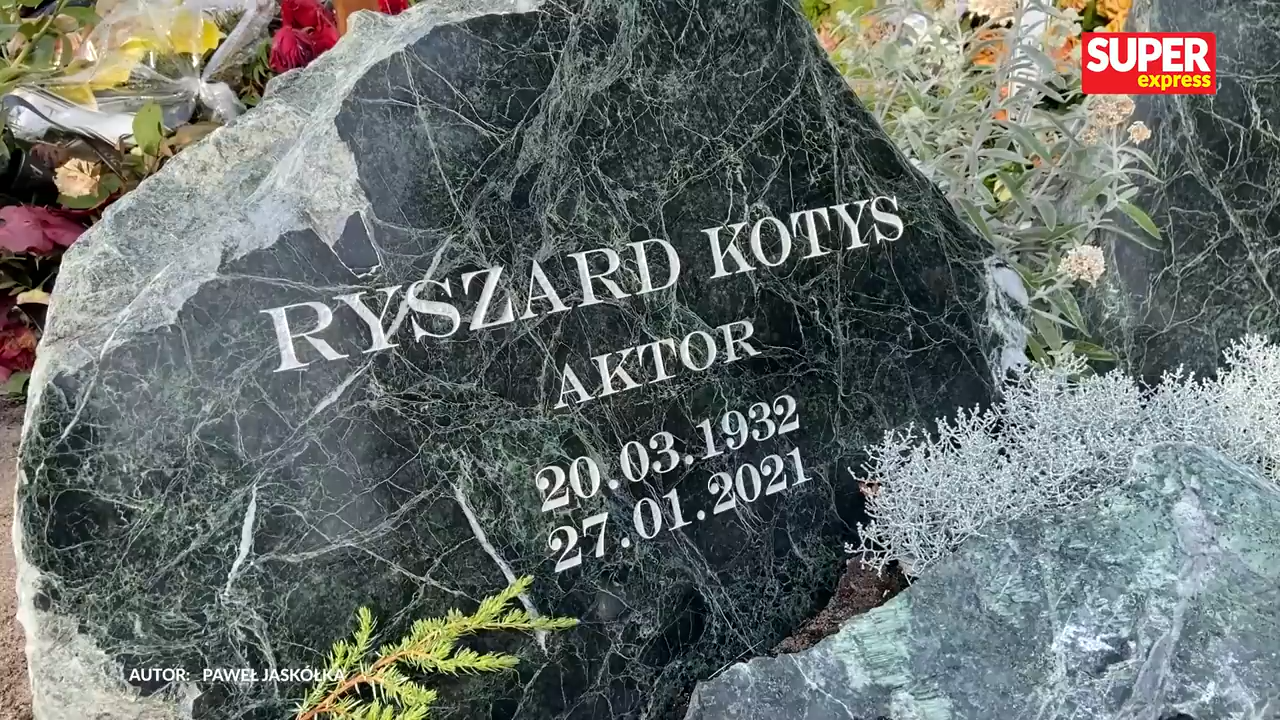 SUPER
express
RYSZARD KOTYS
AKTOR
20.03.1932
27.01.2021
AUTOR: PAWEŁ JASKÓŁKA